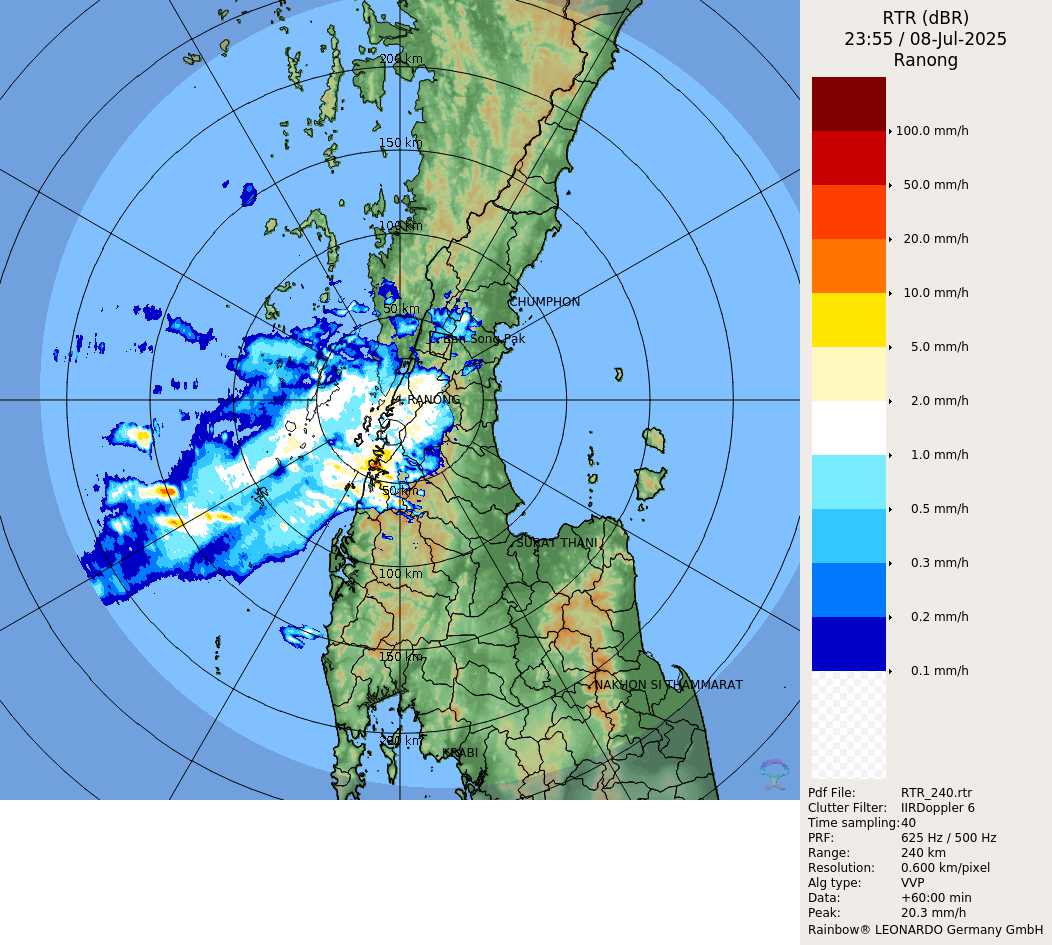 RTR (dBR)
23:55 / 08-Jul-2025
Ranong
200 km
150 km
100 km
50 km
CHUMPHON
Ban Song Pak
RANONG
50 km
SURAT THANI
100 km
150 km
NAKHON SI THAMMARAT
200 km
KRABI
100.0 mm/h
50.0 mm/h
20.0 mm/h
10.0 mm/h
5.0 mm/h
2.0 mm/h
1.0 mm/h
0.5 mm/h
0.3 mm/h
0.2 mm/h
0.1 mm/h
Pdf File: RTR_240.rtr
Clutter Filter: IIRDoppler 6
Time sampling: 40
PRF: 625 Hz / 500 Hz
Range: 240 km
Resolution: 0.600 km/pixel
Alg type: VVP
Data: +60:00 min
Peak: 20.3 mm/h
Rainbow® LEONARDO Germany GmbH